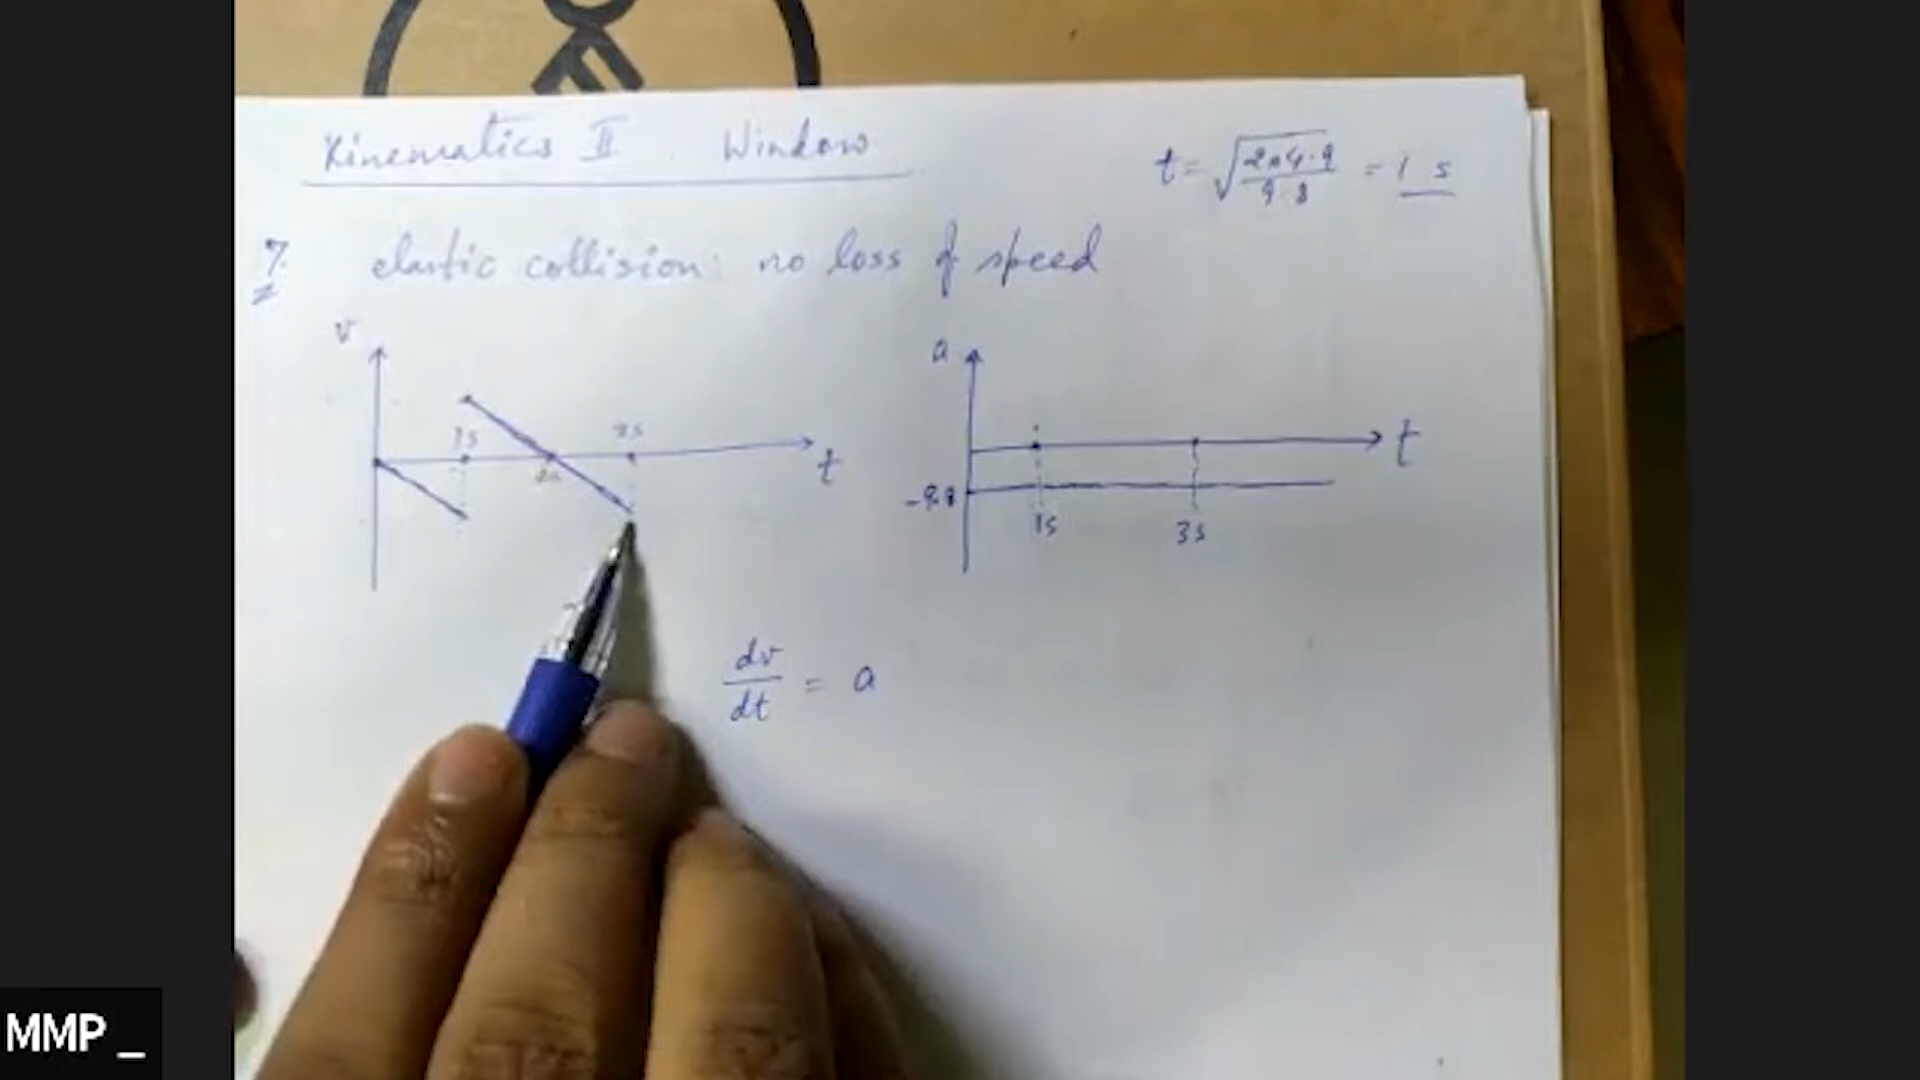 Kinematics II Window
t = √(2×4.9/9.8) = 1 s
7. elastic collision: no loss of speed
v
1s
2s
3s
t
a
-9.8
1s
3s
t
dv/dt = a
MMP _